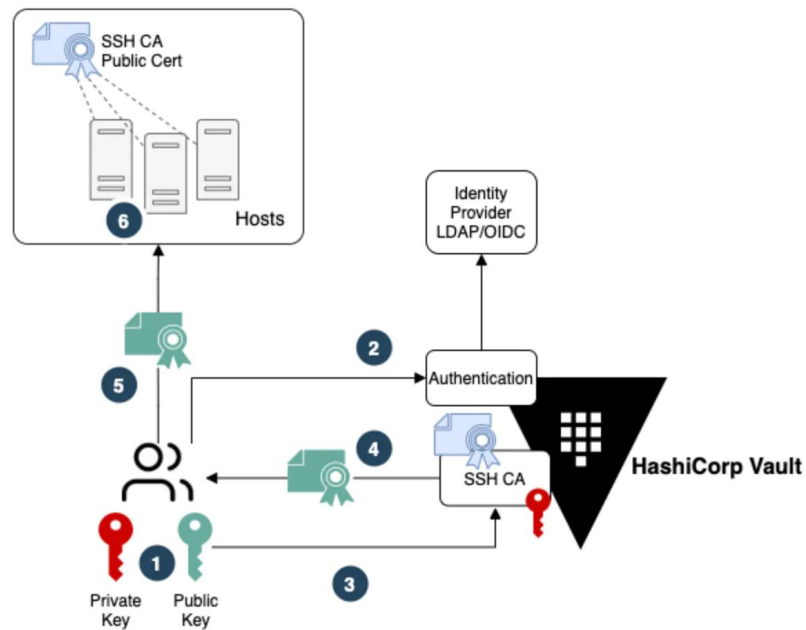 SSH CA
Public Cert
6
Hosts
Identity
Provider
LDAP/OIDC
2
5
Authentication
4
SSH CA
HashiCorp Vault
1
3
Private
Key
Public
Key